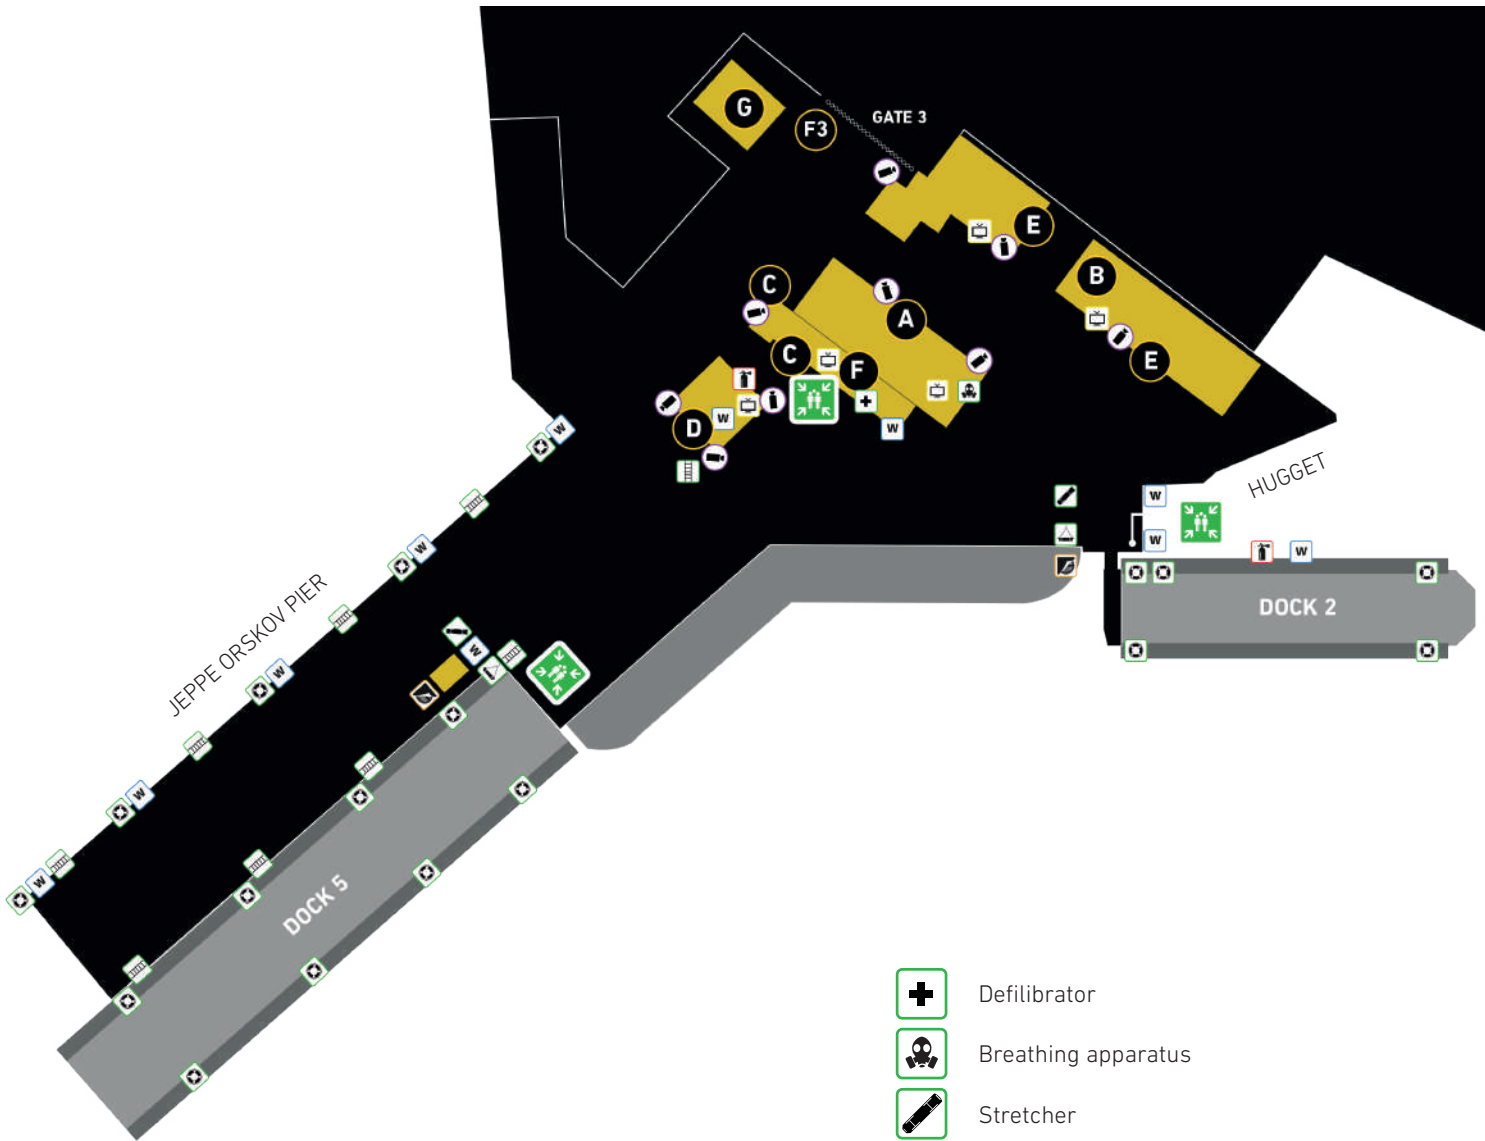 G
F3
GATE 3
E
B
C
A
C
F
E
D
W
W
W
W
W
W
W
W
W
W
W
W
HUGGET
JEPPE ORSKOV PIER
DOCK 2
DOCK 5
Defilibrator
Breathing apparatus
Stretcher